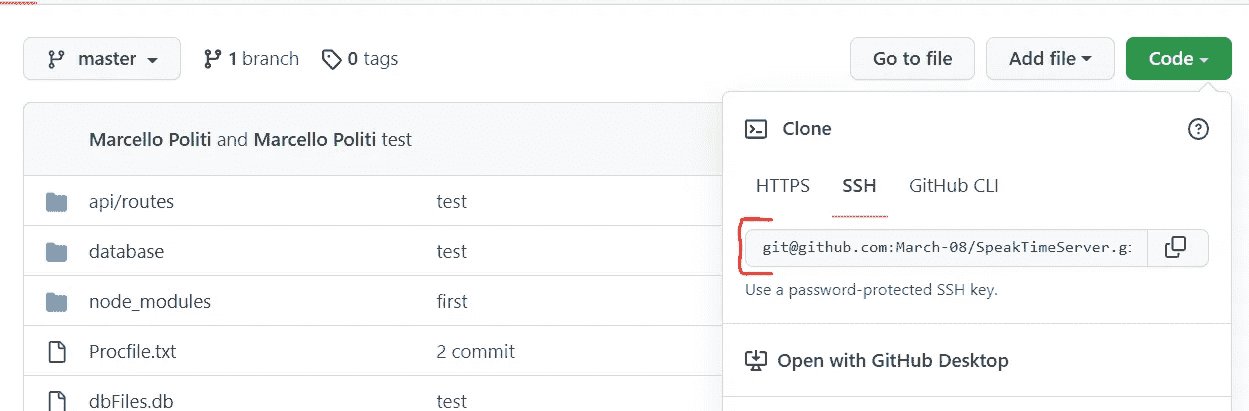 master 1 branch 0 tags Go to file Add file Code
Marcello Politi and Marcello Politi test
api/routes test
database test
node_modules first
Procfile.txt 2 commit
dbFiles.db test
Clone
HTTPS SSH GitHub CLI
git@github.com:March-08/SpeakTimeServer.g
Use a password-protected SSH key.
Open with GitHub Desktop